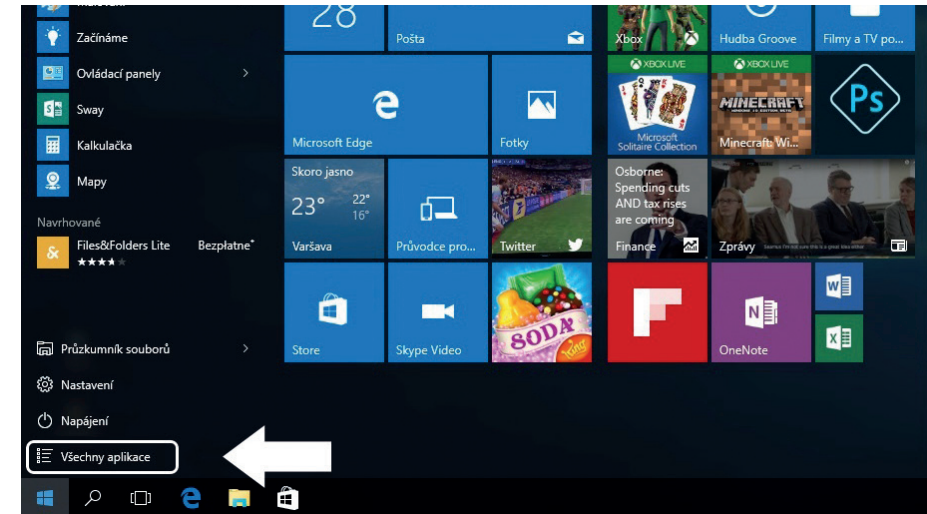 Začínáme
Ovládací panely
Sway
Kalkulačka
Mapy
Navrhované
Files&Folders Lite Bezplatne*
Průzkumník souborů
Nastavení
Napájení
Všechny aplikace
28
Pošta
Xbox
Hudba Groove
Filmy a TV po...
Microsoft Edge
Fotky
XBOX LIVE
Microsoft
Solitaire Collection
XBOX LIVE
MINECRAFT
Minecraft: Wi...
Ps
Skoro jasno
23° 22°
16°
Varšava
Průvodce pro...
Twitter
Osborne:
Spending cuts
AND tax rises
are coming
Finance
Zprávy
Store
Skype Video
SODA
King
OneNote